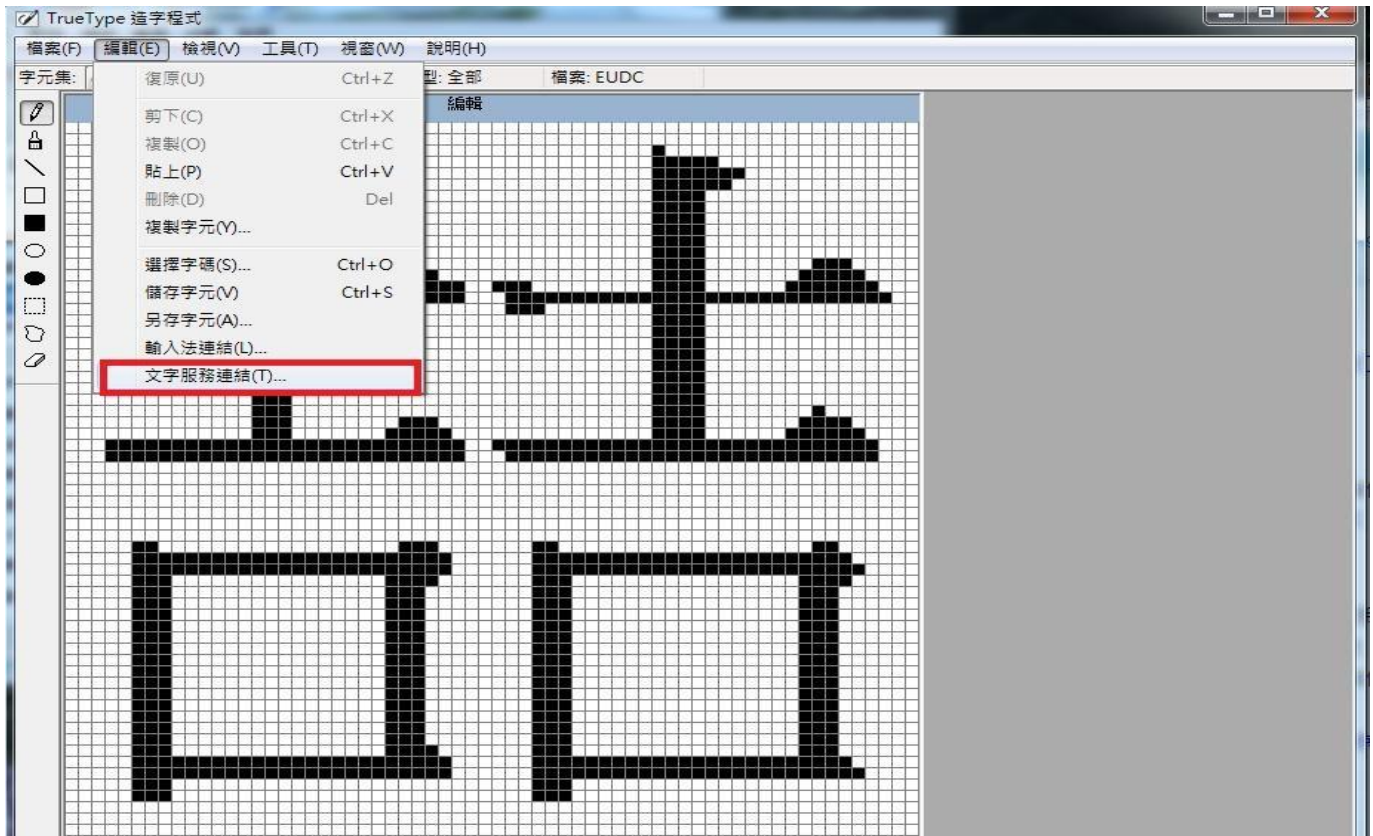 TrueType 造字程式
檔案(F) 編輯(E) 檢視(V) 工具(T) 視窗(W) 說明(H)
字元集: 型: 全部 檔案: EUDC
編輯
復原(U) Ctrl+Z
剪下(C) Ctrl+X
複製(O) Ctrl+C
貼上(P) Ctrl+V
刪除(D) Del
複製字元(Y)...
選擇字碼(S)... Ctrl+O
儲存字元(V) Ctrl+S
另存字元(A)...
輸入法連結(L)...
文字服務連結(T)...